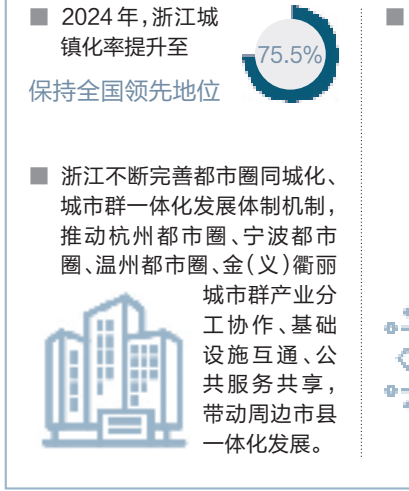 2024年,浙江城
镇化率提升至
75.5%
保持全国领先地位
浙江不断完善都市圈同城化、
城市群一体化发展体制机制,
推动杭州都市圈、宁波都市
圈、温州都市圈、金(义)衢丽
城市群产业分
工协作、基础
设施互通、公
共服务共享,
带动周边市县
一体化发展。